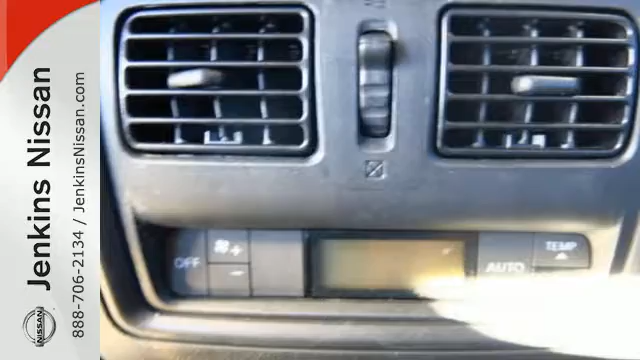 Jenkins Nissan
888-706-2134 / JenkinsNissan.com
NISSAN
OFF
+
-
AUTO
TEMP